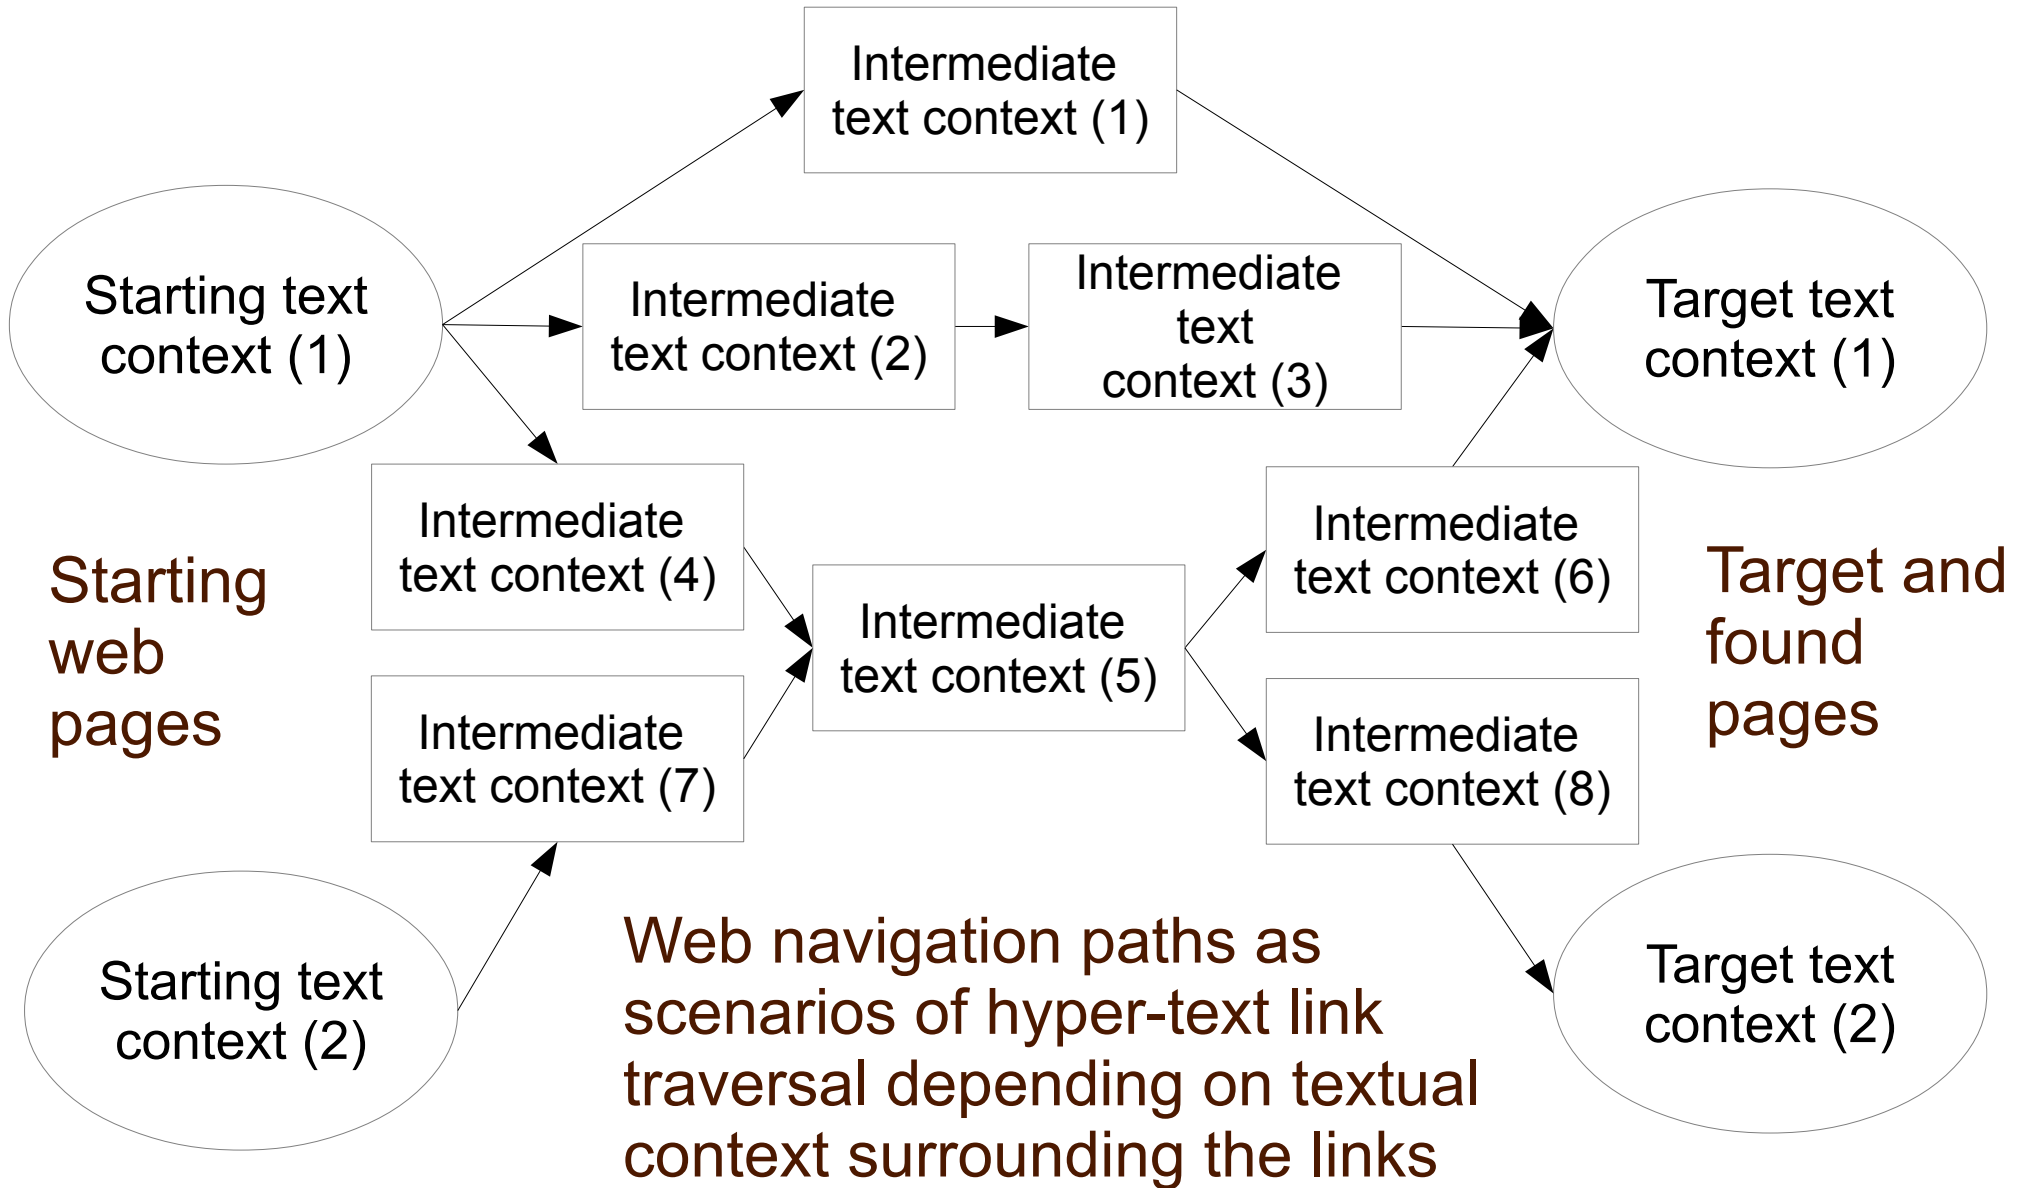 Intermediate
text context (1)
Starting text
context (1)
Intermediate
text context (2)
Intermediate
text
context (3)
Target text
context (1)
Intermediate
text context (4)
Intermediate
text context (6)
Starting
web
pages
Intermediate
text context (5)
Target and
found
pages
Intermediate
text context (7)
Intermediate
text context (8)
Starting text
context (2)
Web navigation paths as
scenarios of hyper-text link
traversal depending on textual
context surrounding the links
Target text
context (2)